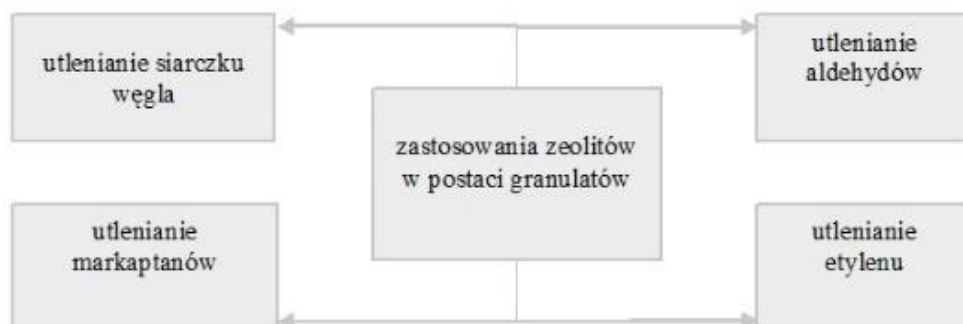 utlenianie siarczku
węgla
utlenianie
aldehydów
zastosowania zeolitów
w postaci granulatów
utlenianie
markaptanów
utlenianie
etylenu